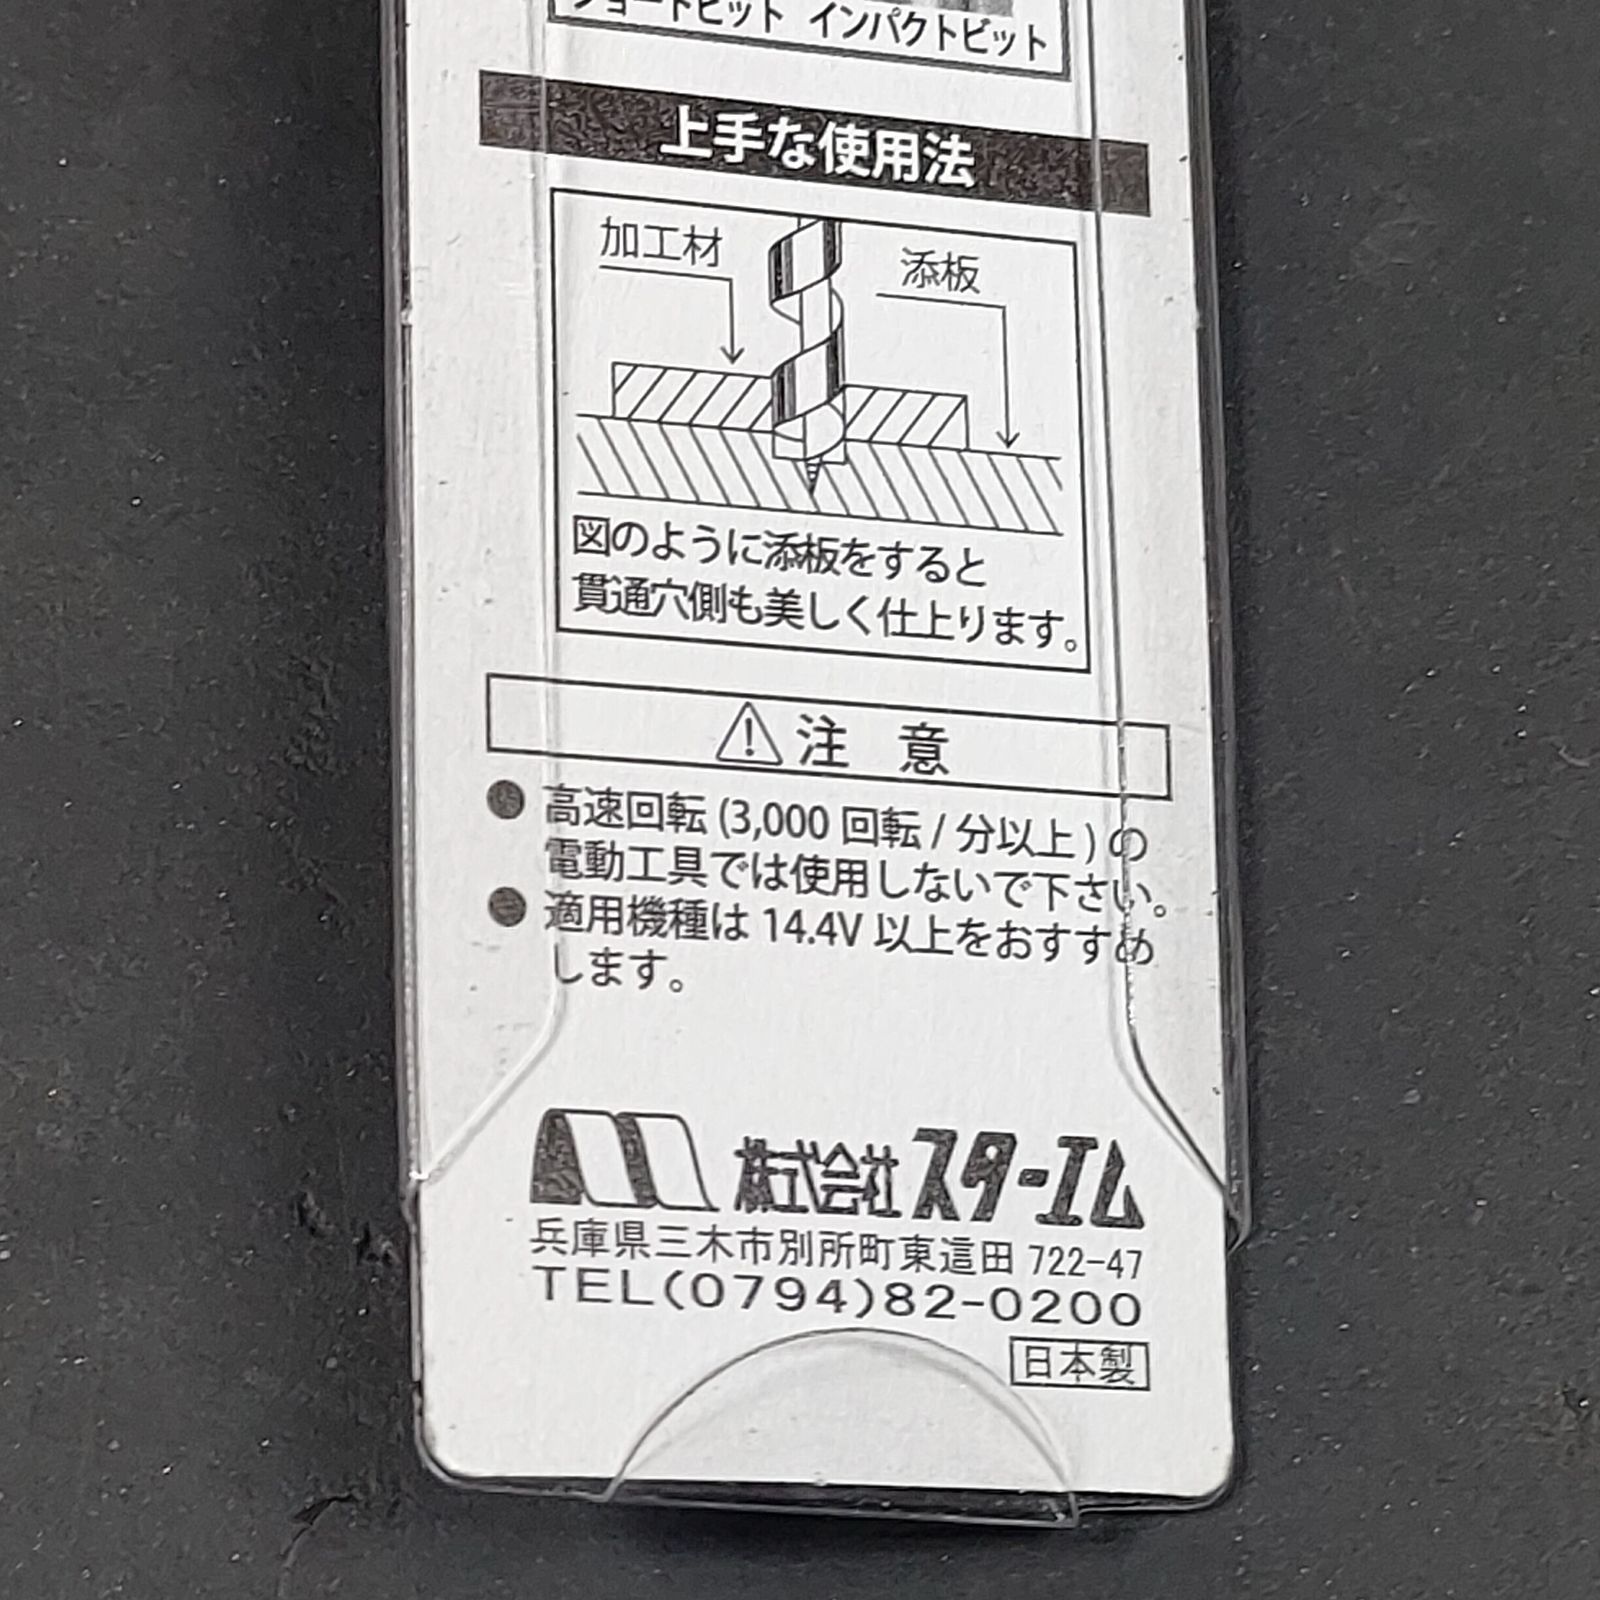 ショートビット インパクトビット
上手な使用法
加工材
添板
図のように添板をすると
貫通穴側も美しく仕上ります。
注 意
● 高速回転 (3,000 回転 / 分以上 ) の
電動工具では使用しないで下さい。
● 適用機種は 14.4V 以上をおすすめ
します。
株式会社スターエム
兵庫県三木市別所町東這田 722-47
TEL(0794)82-0200
日本製